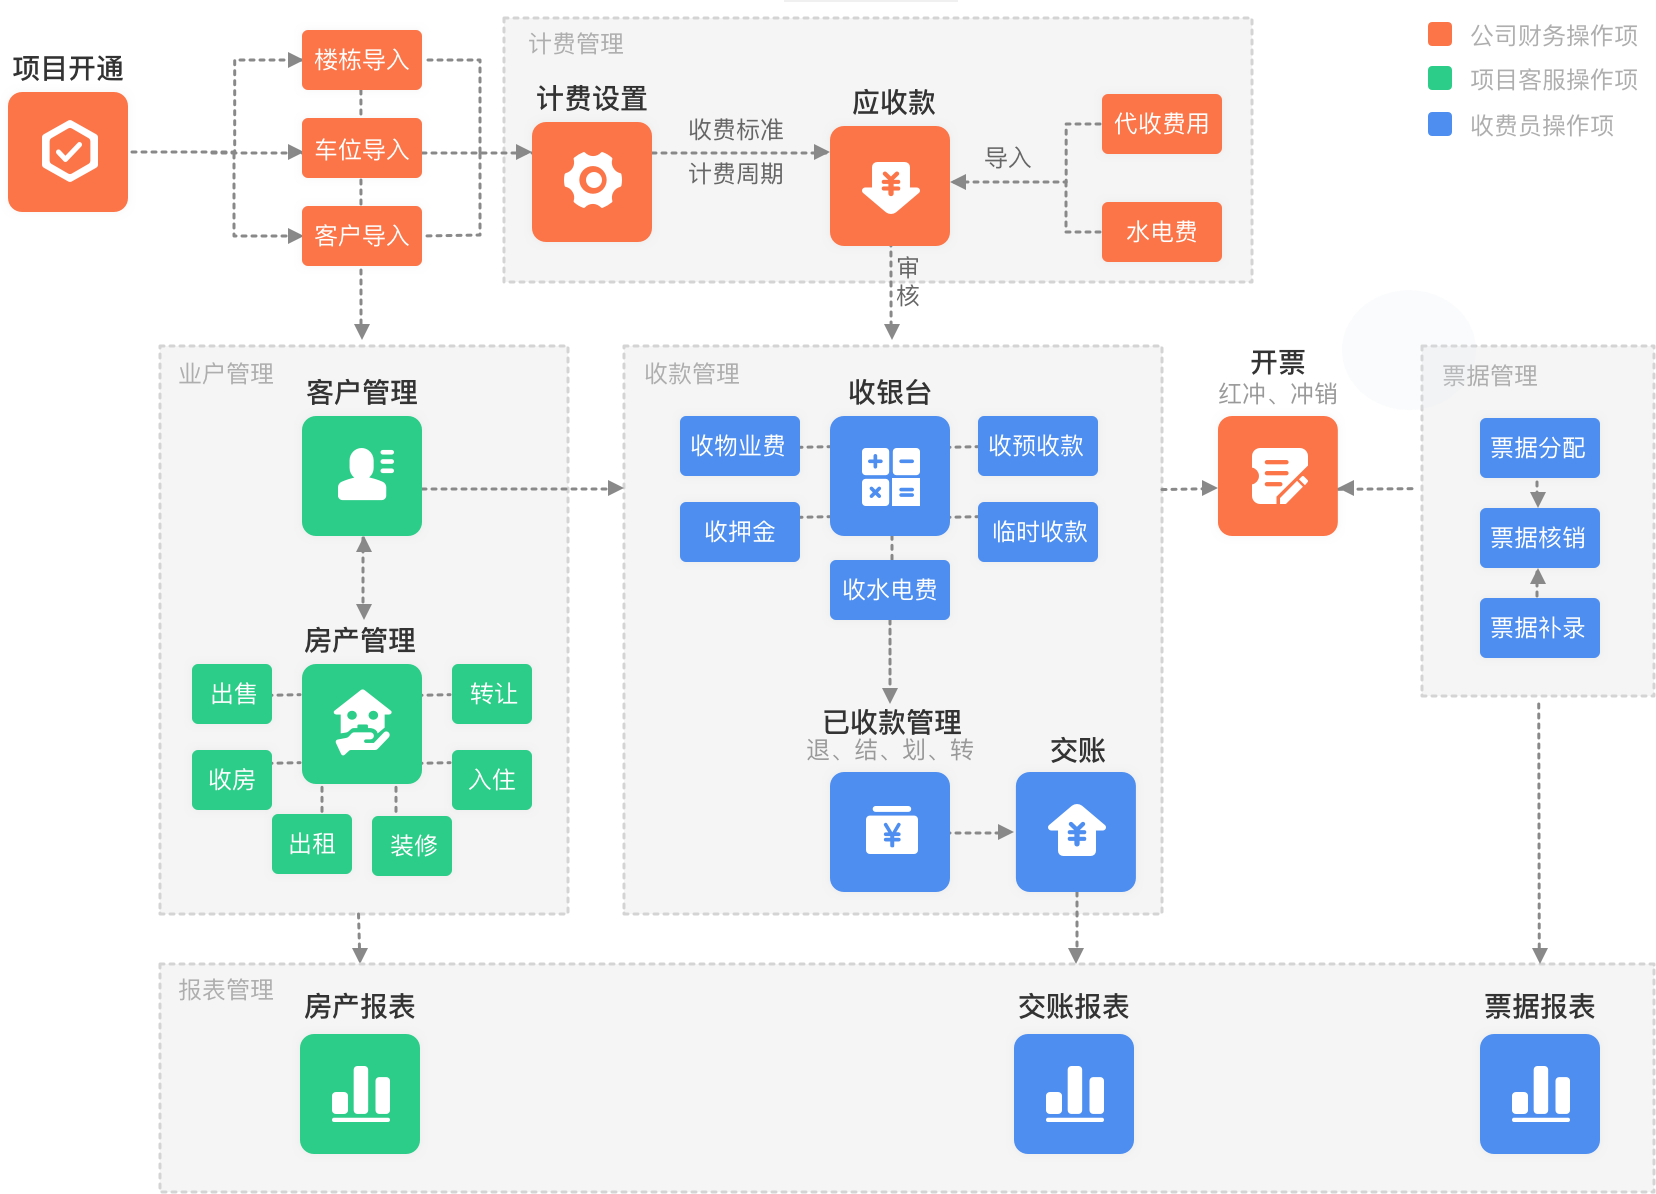 项目开通
楼栋导入
车位导入
客户导入
计费管理
计费设置
收费标准
计费周期
应收款
导入
代收费用
水电费
审
核
公司财务操作项
项目客服操作项
收费员操作项
业户管理
客户管理
房产管理
出售
转让
收房
入住
出租
装修
收款管理
收银台
收物业费
收预收款
收押金
临时收款
收水电费
已收款管理
退、结、划、转
交账
开票
红冲、冲销
票据管理
票据分配
票据核销
票据补录
报表管理
房产报表
交账报表
票据报表